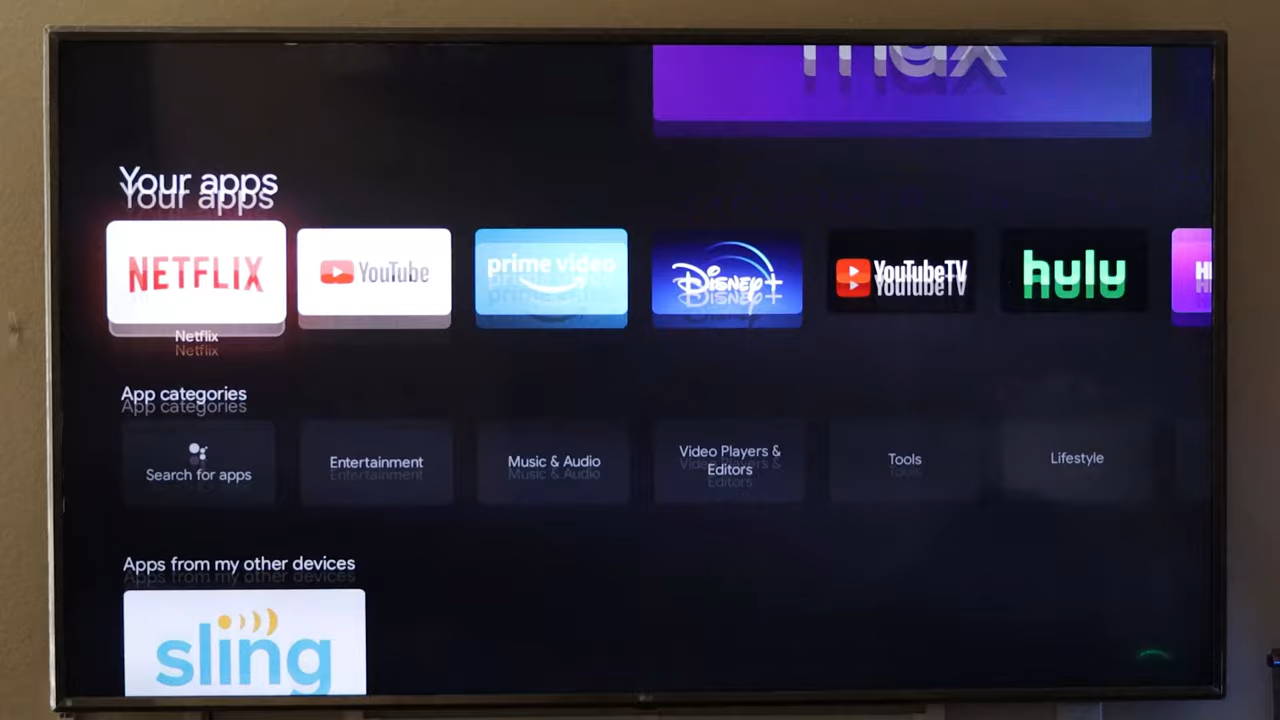 max
Your apps
NETFLIX
YouTube
prime video
Disney+
YouTubeTV
hulu
Netflix
App categories
Search for apps
Entertainment
Music & Audio
Video Players &
Editors
Tools
Lifestyle
Apps from my other devices
sling